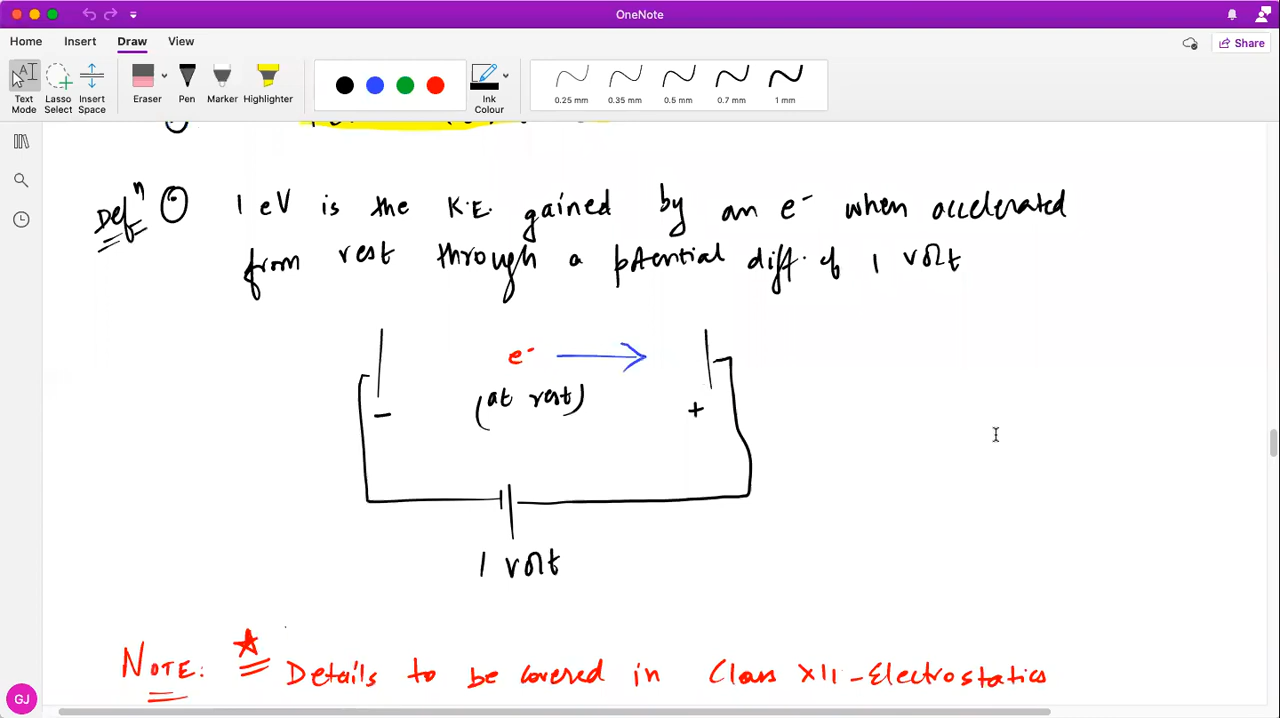 OneNote
Home Insert Draw View
Share
Text Mode
Lasso Select
Insert Space
Eraser
Pen
Marker
Highlighter
Ink Colour
0.25 mm
0.35 mm
0.5 mm
0.7 mm
1 mm
Defⁿ 1 eV is the K.E. gained by an e⁻ when accelerated
from rest through a potential diff. of 1 volt
e⁻
(at rest)
− +
1 volt
NOTE: Details to be covered in Class XII - Electrostatics
GJ